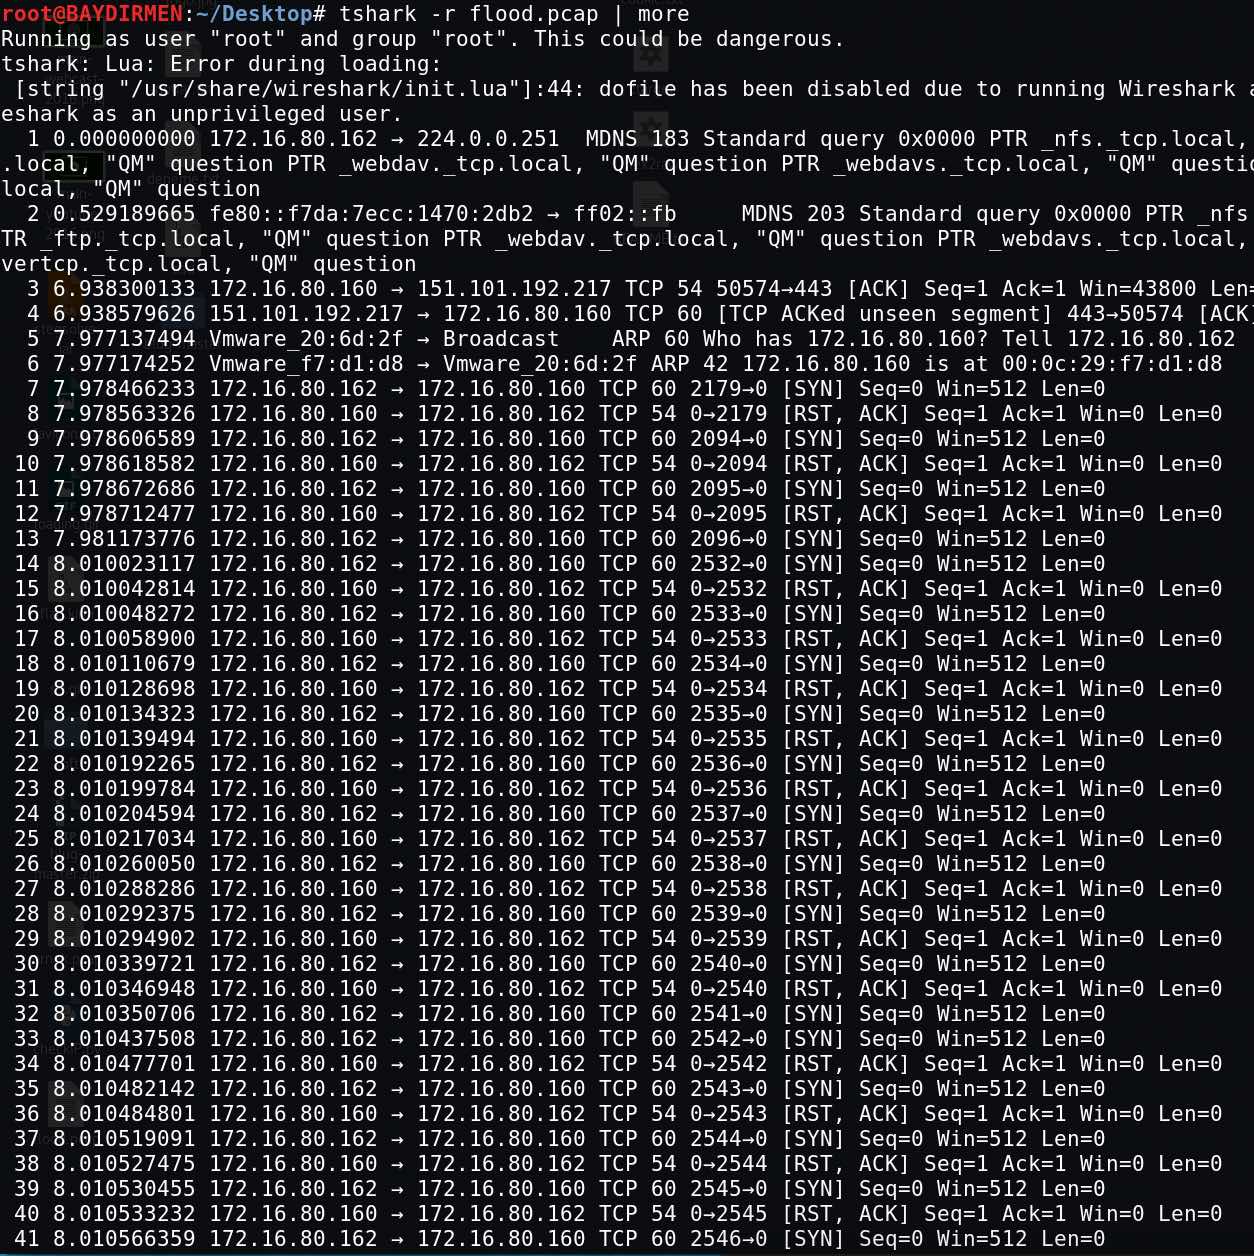 root@BAYDIRMEN:~/Desktop# tshark -r flood.pcap | more
Running as user "root" and group "root". This could be dangerous.
tshark: Lua: Error during loading:
 [string "/usr/share/wireshark/init.lua"]:44: dofile has been disabled due to running Wireshark a
eshark as an unprivileged user.
  1 0.000000000 172.16.80.162 → 224.0.0.251  MDNS 183 Standard query 0x0000 PTR _nfs._tcp.local,
.local, "QM" question PTR _webdav._tcp.local, "QM" question PTR _webdavs._tcp.local, "QM" questio
local, "QM" question
  2 0.529189665 fe80::f7da:7ecc:1470:2db2 → ff02::fb     MDNS 203 Standard query 0x0000 PTR _nfs
TR _ftp._tcp.local, "QM" question PTR _webdav._tcp.local, "QM" question PTR _webdavs._tcp.local,
vertcp._tcp.local, "QM" question
  3 6.938300133 172.16.80.160 → 151.101.192.217 TCP 54 50574→443 [ACK] Seq=1 Ack=1 Win=43800 Len=
  4 6.938579626 151.101.192.217 → 172.16.80.160 TCP 60 [TCP ACKed unseen segment] 443→50574 [ACK]
  5 7.977137494 Vmware_20:6d:2f → Broadcast    ARP 60 Who has 172.16.80.160? Tell 172.16.80.162
  6 7.977174252 Vmware_f7:d1:d8 → Vmware_20:6d:2f ARP 42 172.16.80.160 is at 00:0c:29:f7:d1:d8
  7 7.978466233 172.16.80.162 → 172.16.80.160 TCP 60 2179→0 [SYN] Seq=0 Win=512 Len=0
  8 7.978563326 172.16.80.160 → 172.16.80.162 TCP 54 0→2179 [RST, ACK] Seq=1 Ack=1 Win=0 Len=0
  9 7.978606589 172.16.80.162 → 172.16.80.160 TCP 60 2094→0 [SYN] Seq=0 Win=512 Len=0
 10 7.978618582 172.16.80.160 → 172.16.80.162 TCP 54 0→2094 [RST, ACK] Seq=1 Ack=1 Win=0 Len=0
 11 7.978672686 172.16.80.162 → 172.16.80.160 TCP 60 2095→0 [SYN] Seq=0 Win=512 Len=0
 12 7.978712477 172.16.80.160 → 172.16.80.162 TCP 54 0→2095 [RST, ACK] Seq=1 Ack=1 Win=0 Len=0
 13 7.981173776 172.16.80.162 → 172.16.80.160 TCP 60 2096→0 [SYN] Seq=0 Win=512 Len=0
 14 8.010023117 172.16.80.162 → 172.16.80.160 TCP 60 2532→0 [SYN] Seq=0 Win=512 Len=0
 15 8.010042814 172.16.80.160 → 172.16.80.162 TCP 54 0→2532 [RST, ACK] Seq=1 Ack=1 Win=0 Len=0
 16 8.010048272 172.16.80.162 → 172.16.80.160 TCP 60 2533→0 [SYN] Seq=0 Win=512 Len=0
 17 8.010058900 172.16.80.160 → 172.16.80.162 TCP 54 0→2533 [RST, ACK] Seq=1 Ack=1 Win=0 Len=0
 18 8.010110679 172.16.80.162 → 172.16.80.160 TCP 60 2534→0 [SYN] Seq=0 Win=512 Len=0
 19 8.010128698 172.16.80.160 → 172.16.80.162 TCP 54 0→2534 [RST, ACK] Seq=1 Ack=1 Win=0 Len=0
 20 8.010134323 172.16.80.162 → 172.16.80.160 TCP 60 2535→0 [SYN] Seq=0 Win=512 Len=0
 21 8.010139494 172.16.80.160 → 172.16.80.162 TCP 54 0→2535 [RST, ACK] Seq=1 Ack=1 Win=0 Len=0
 22 8.010192265 172.16.80.162 → 172.16.80.160 TCP 60 2536→0 [SYN] Seq=0 Win=512 Len=0
 23 8.010199784 172.16.80.160 → 172.16.80.162 TCP 54 0→2536 [RST, ACK] Seq=1 Ack=1 Win=0 Len=0
 24 8.010204594 172.16.80.162 → 172.16.80.160 TCP 60 2537→0 [SYN] Seq=0 Win=512 Len=0
 25 8.010217034 172.16.80.160 → 172.16.80.162 TCP 54 0→2537 [RST, ACK] Seq=1 Ack=1 Win=0 Len=0
 26 8.010260050 172.16.80.162 → 172.16.80.160 TCP 60 2538→0 [SYN] Seq=0 Win=512 Len=0
 27 8.010288286 172.16.80.160 → 172.16.80.162 TCP 54 0→2538 [RST, ACK] Seq=1 Ack=1 Win=0 Len=0
 28 8.010292375 172.16.80.162 → 172.16.80.160 TCP 60 2539→0 [SYN] Seq=0 Win=512 Len=0
 29 8.010294902 172.16.80.160 → 172.16.80.162 TCP 54 0→2539 [RST, ACK] Seq=1 Ack=1 Win=0 Len=0
 30 8.010339721 172.16.80.162 → 172.16.80.160 TCP 60 2540→0 [SYN] Seq=0 Win=512 Len=0
 31 8.010346948 172.16.80.160 → 172.16.80.162 TCP 54 0→2540 [RST, ACK] Seq=1 Ack=1 Win=0 Len=0
 32 8.010350706 172.16.80.162 → 172.16.80.160 TCP 60 2541→0 [SYN] Seq=0 Win=512 Len=0
 33 8.010437508 172.16.80.162 → 172.16.80.160 TCP 60 2542→0 [SYN] Seq=0 Win=512 Len=0
 34 8.010477701 172.16.80.160 → 172.16.80.162 TCP 54 0→2542 [RST, ACK] Seq=1 Ack=1 Win=0 Len=0
 35 8.010482142 172.16.80.162 → 172.16.80.160 TCP 60 2543→0 [SYN] Seq=0 Win=512 Len=0
 36 8.010484801 172.16.80.160 → 172.16.80.162 TCP 54 0→2543 [RST, ACK] Seq=1 Ack=1 Win=0 Len=0
 37 8.010519091 172.16.80.162 → 172.16.80.160 TCP 60 2544→0 [SYN] Seq=0 Win=512 Len=0
 38 8.010527475 172.16.80.160 → 172.16.80.162 TCP 54 0→2544 [RST, ACK] Seq=1 Ack=1 Win=0 Len=0
 39 8.010530455 172.16.80.162 → 172.16.80.160 TCP 60 2545→0 [SYN] Seq=0 Win=512 Len=0
 40 8.010533232 172.16.80.160 → 172.16.80.162 TCP 54 0→2545 [RST, ACK] Seq=1 Ack=1 Win=0 Len=0
 41 8.010566359 172.16.80.162 → 172.16.80.160 TCP 60 2546→0 [SYN] Seq=0 Win=512 Len=0